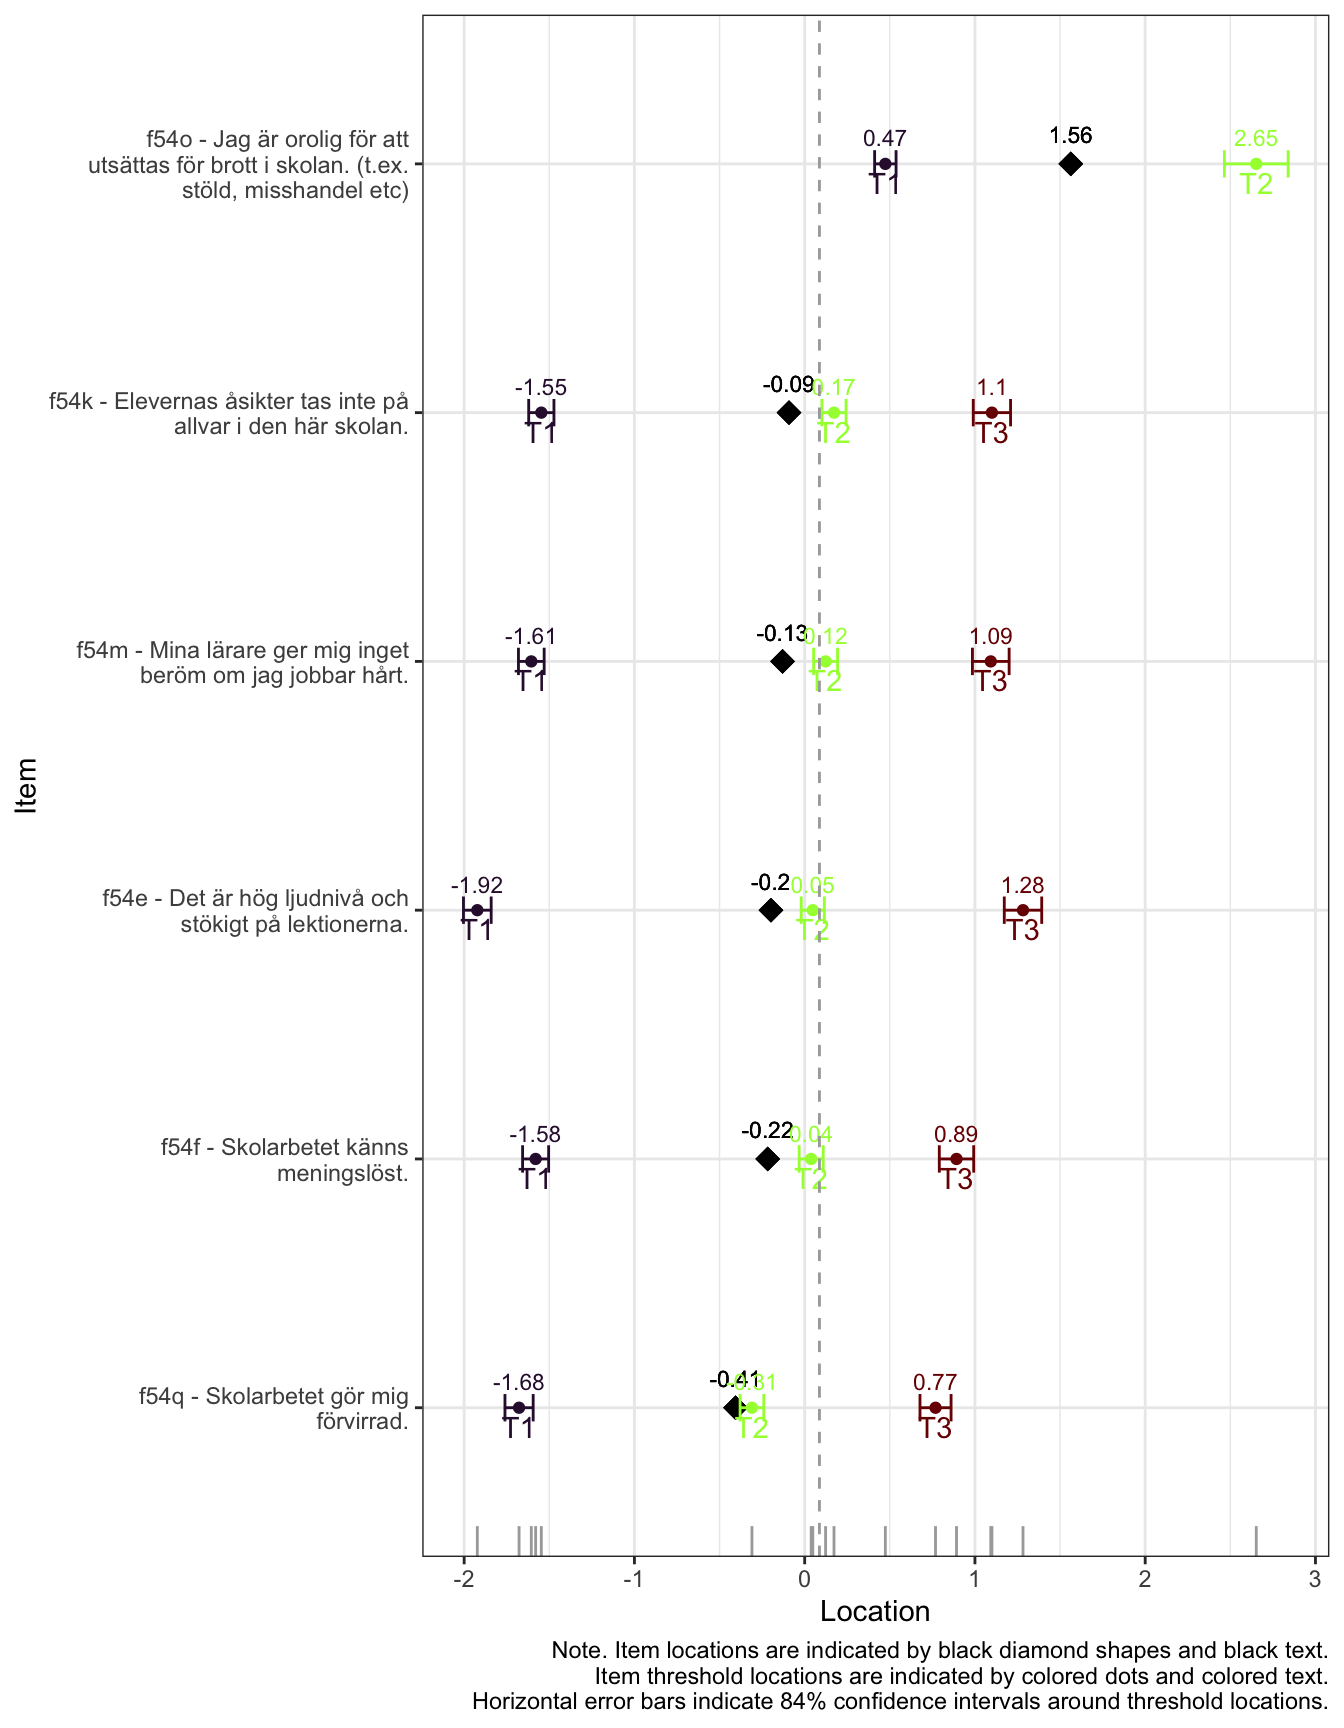 f54o - Jag är orolig för att
utsättas för brott i skolan. (t.ex.
stöld, misshandel etc)
0.47
1.56
2.65
T1
T2
f54k - Elevernas åsikter tas inte på
allvar i den här skolan.
-1.55
-0.09
0.17
1.1
T1
T2
T3
f54m - Mina lärare ger mig inget
beröm om jag jobbar hårt.
-1.61
-0.13
0.12
1.09
T1
T2
T3
Item
f54e - Det är hög ljudnivå och
stökigt på lektionerna.
-1.92
-0.2
0.05
1.28
T1
T2
T3
f54f - Skolarbetet känns
meningslöst.
-1.58
-0.22
0.04
0.89
T1
T2
T3
f54q - Skolarbetet gör mig
förvirrad.
-1.68
-0.41
-0.31
0.77
T1
T2
T3
-2
-1
0
1
2
3
Location
Note. Item locations are indicated by black diamond shapes and black text.
Item threshold locations are indicated by colored dots and colored text.
Horizontal error bars indicate 84% confidence intervals around threshold locations.